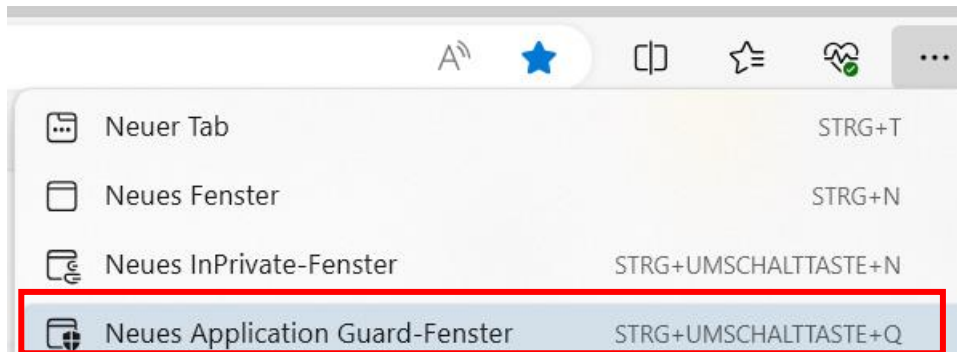 A
Neuer Tab STRG+T
Neues Fenster STRG+N
Neues InPrivate-Fenster STRG+UMSCHALTTASTE+N
Neues Application Guard-Fenster STRG+UMSCHALTTASTE+Q